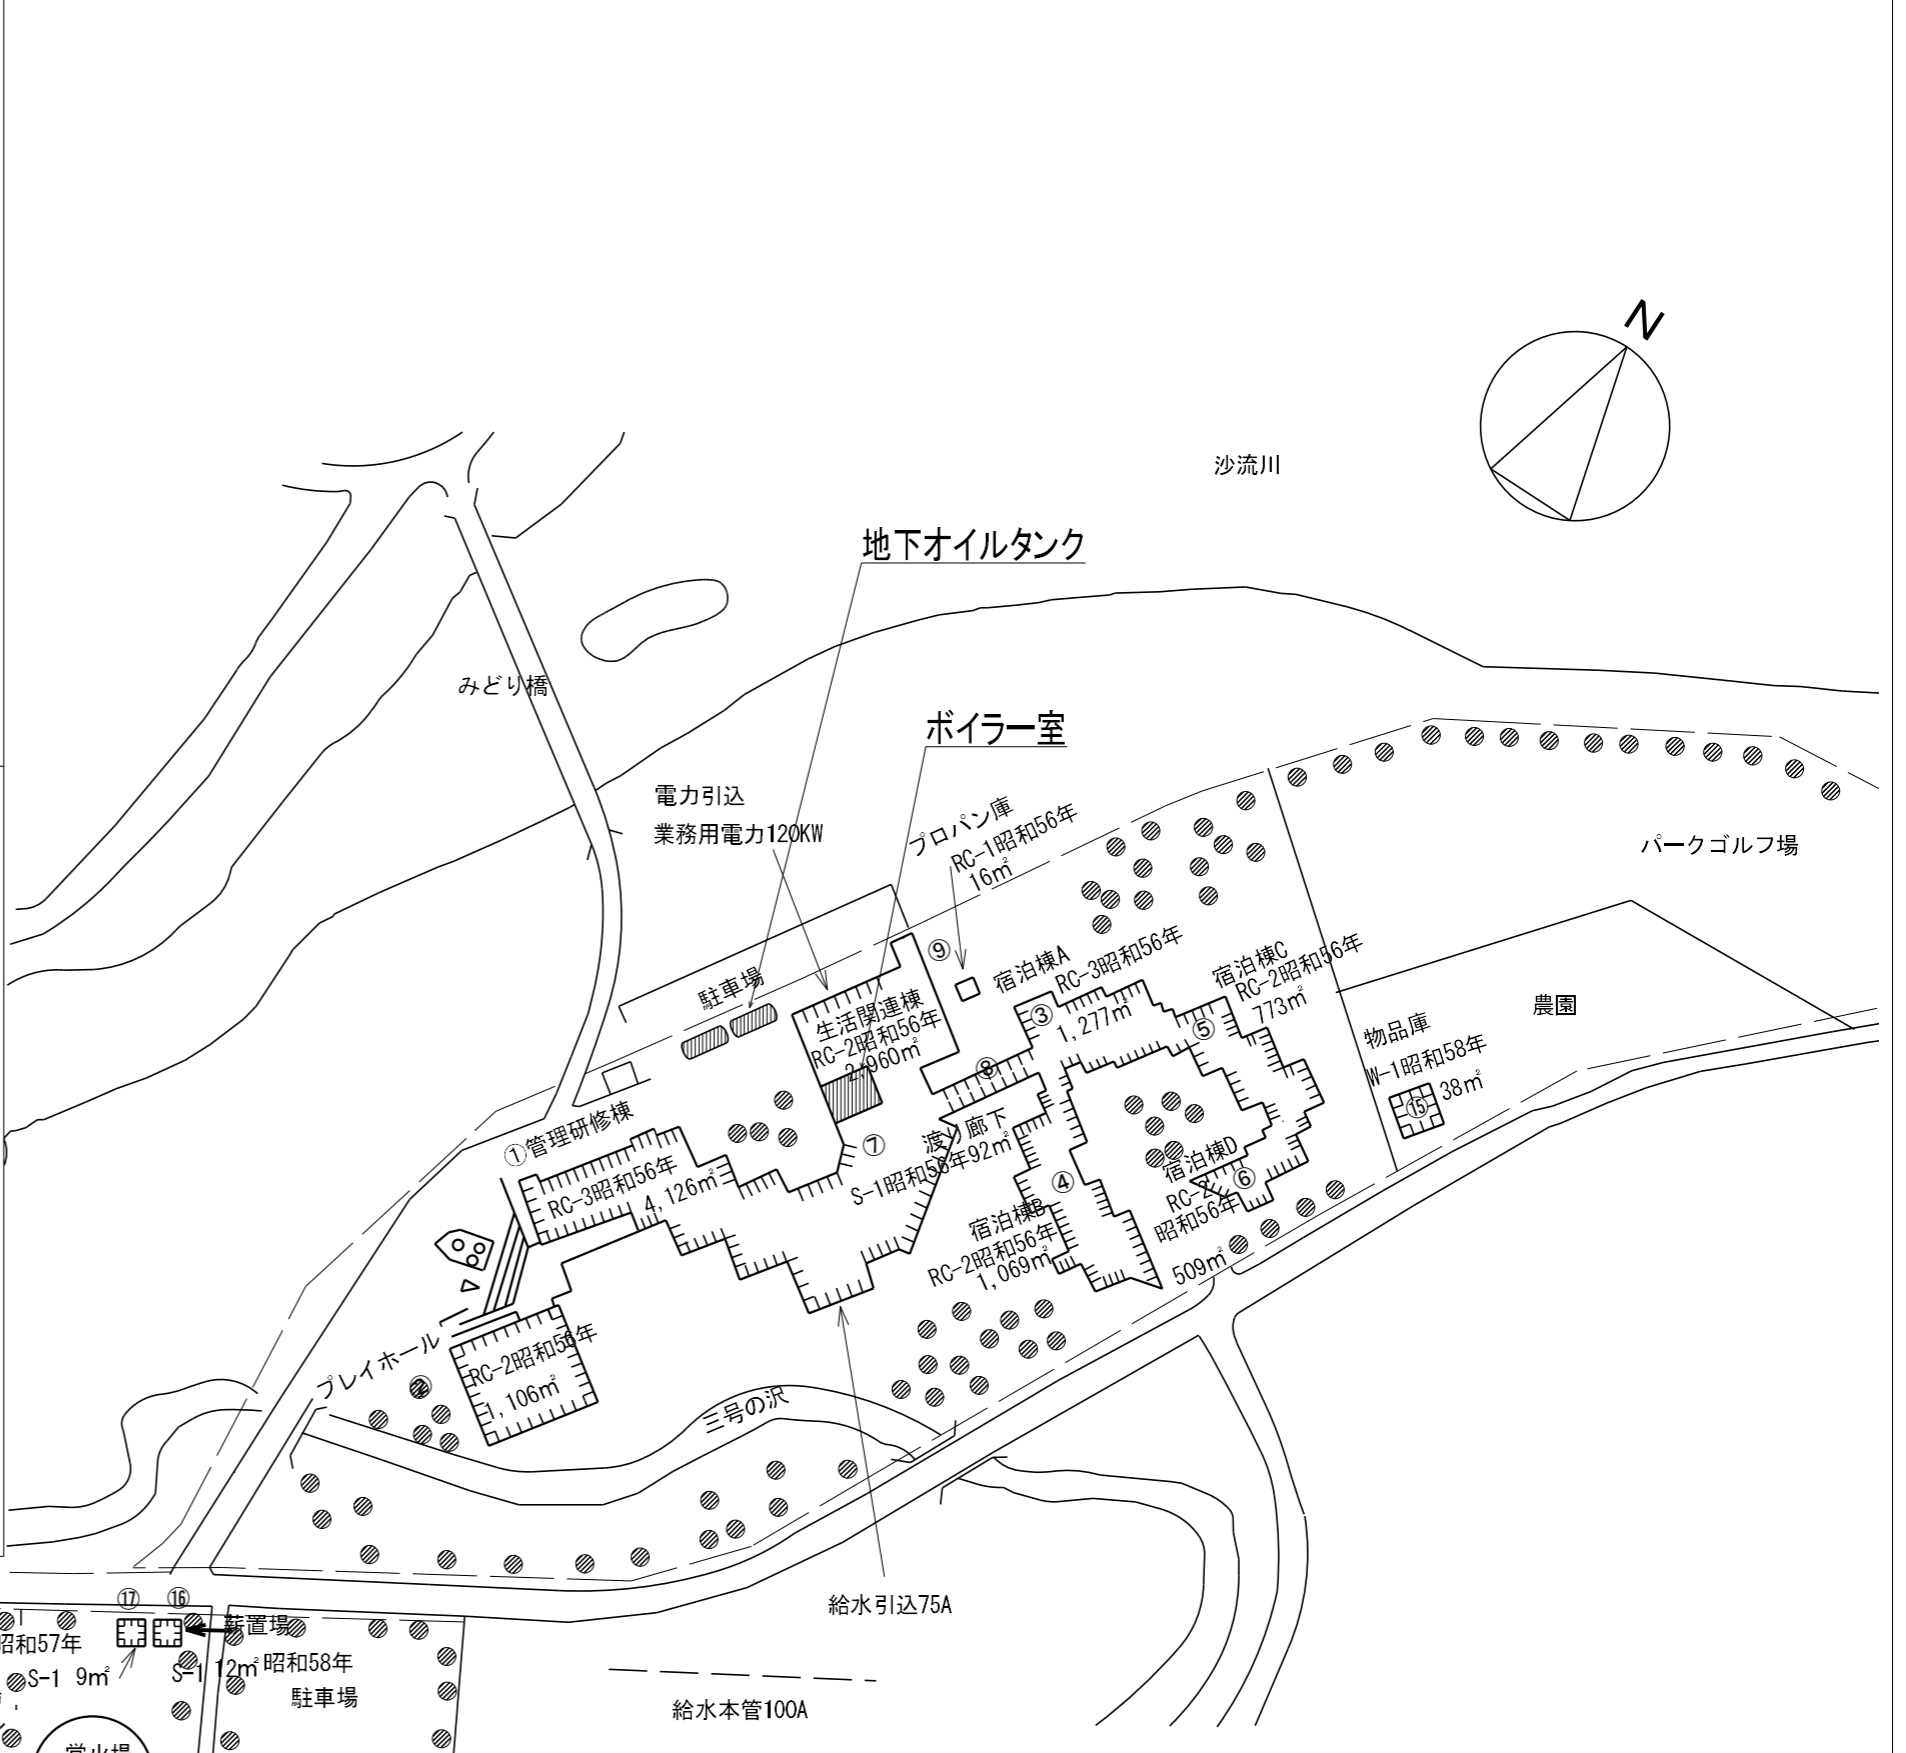 N
沙流川
地下オイルタンク
みどり橋
ボイラー室
電力引込
業務用電力120KW
プロパン庫
RC-1昭和56年
16㎡
パークゴルフ場
⑨
駐車場
宿泊棟A
RC-3昭和56年
③
1,277㎡
宿泊棟C
RC-2昭和56年
773㎡
⑤
農園
生活関連棟
RC-2昭和56年
2,960㎡
物品庫
W-1昭和58年
38㎡
⑮
⑧
①管理研修棟
RC-3昭和56年
4,126㎡
⑦
渡り廊下
S-1昭和56年92㎡
④
宿泊棟D
RC-2
昭和56年
509㎡
⑥
宿泊棟B
RC-2昭和56年
1,069㎡
プレイホール
②
RC-2昭和56年
1,106㎡
三号の沢
給水引込75A
⑰
⑯
薪置場
昭和57年
S-1 9㎡
S-1 12㎡ 昭和58年
駐車場
給水本管100A